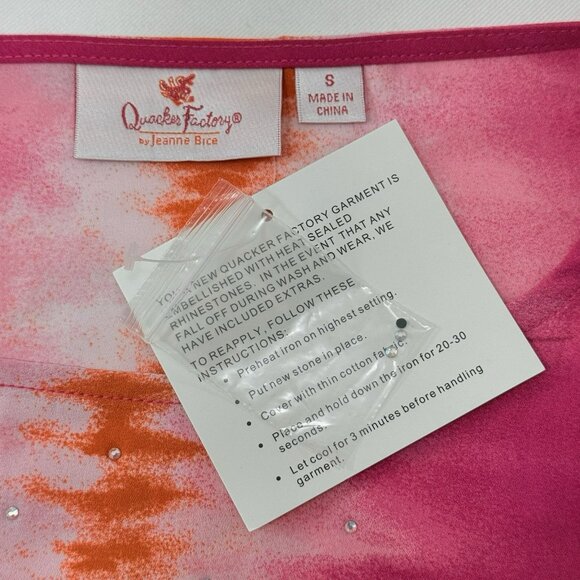 Quacker Factory®
by Jeanne Bice
S
MADE IN
CHINA
YOUR NEW QUACKER FACTORY GARMENT IS
EMBELLISHED WITH HEAT SEALED
RHINESTONES. IN THE EVENT THAT ANY
FALL OFF DURING WASH AND WEAR, WE
HAVE INCLUDED EXTRAS.
TO REAPPLY, FOLLOW THESE
INSTRUCTIONS:
• Preheat iron on highest setting.
• Put new stone in place.
• Cover with thin cotton fabric
• Place and hold down the iron for 20-30
seconds.
• Let cool for 3 minutes before handling
garment.